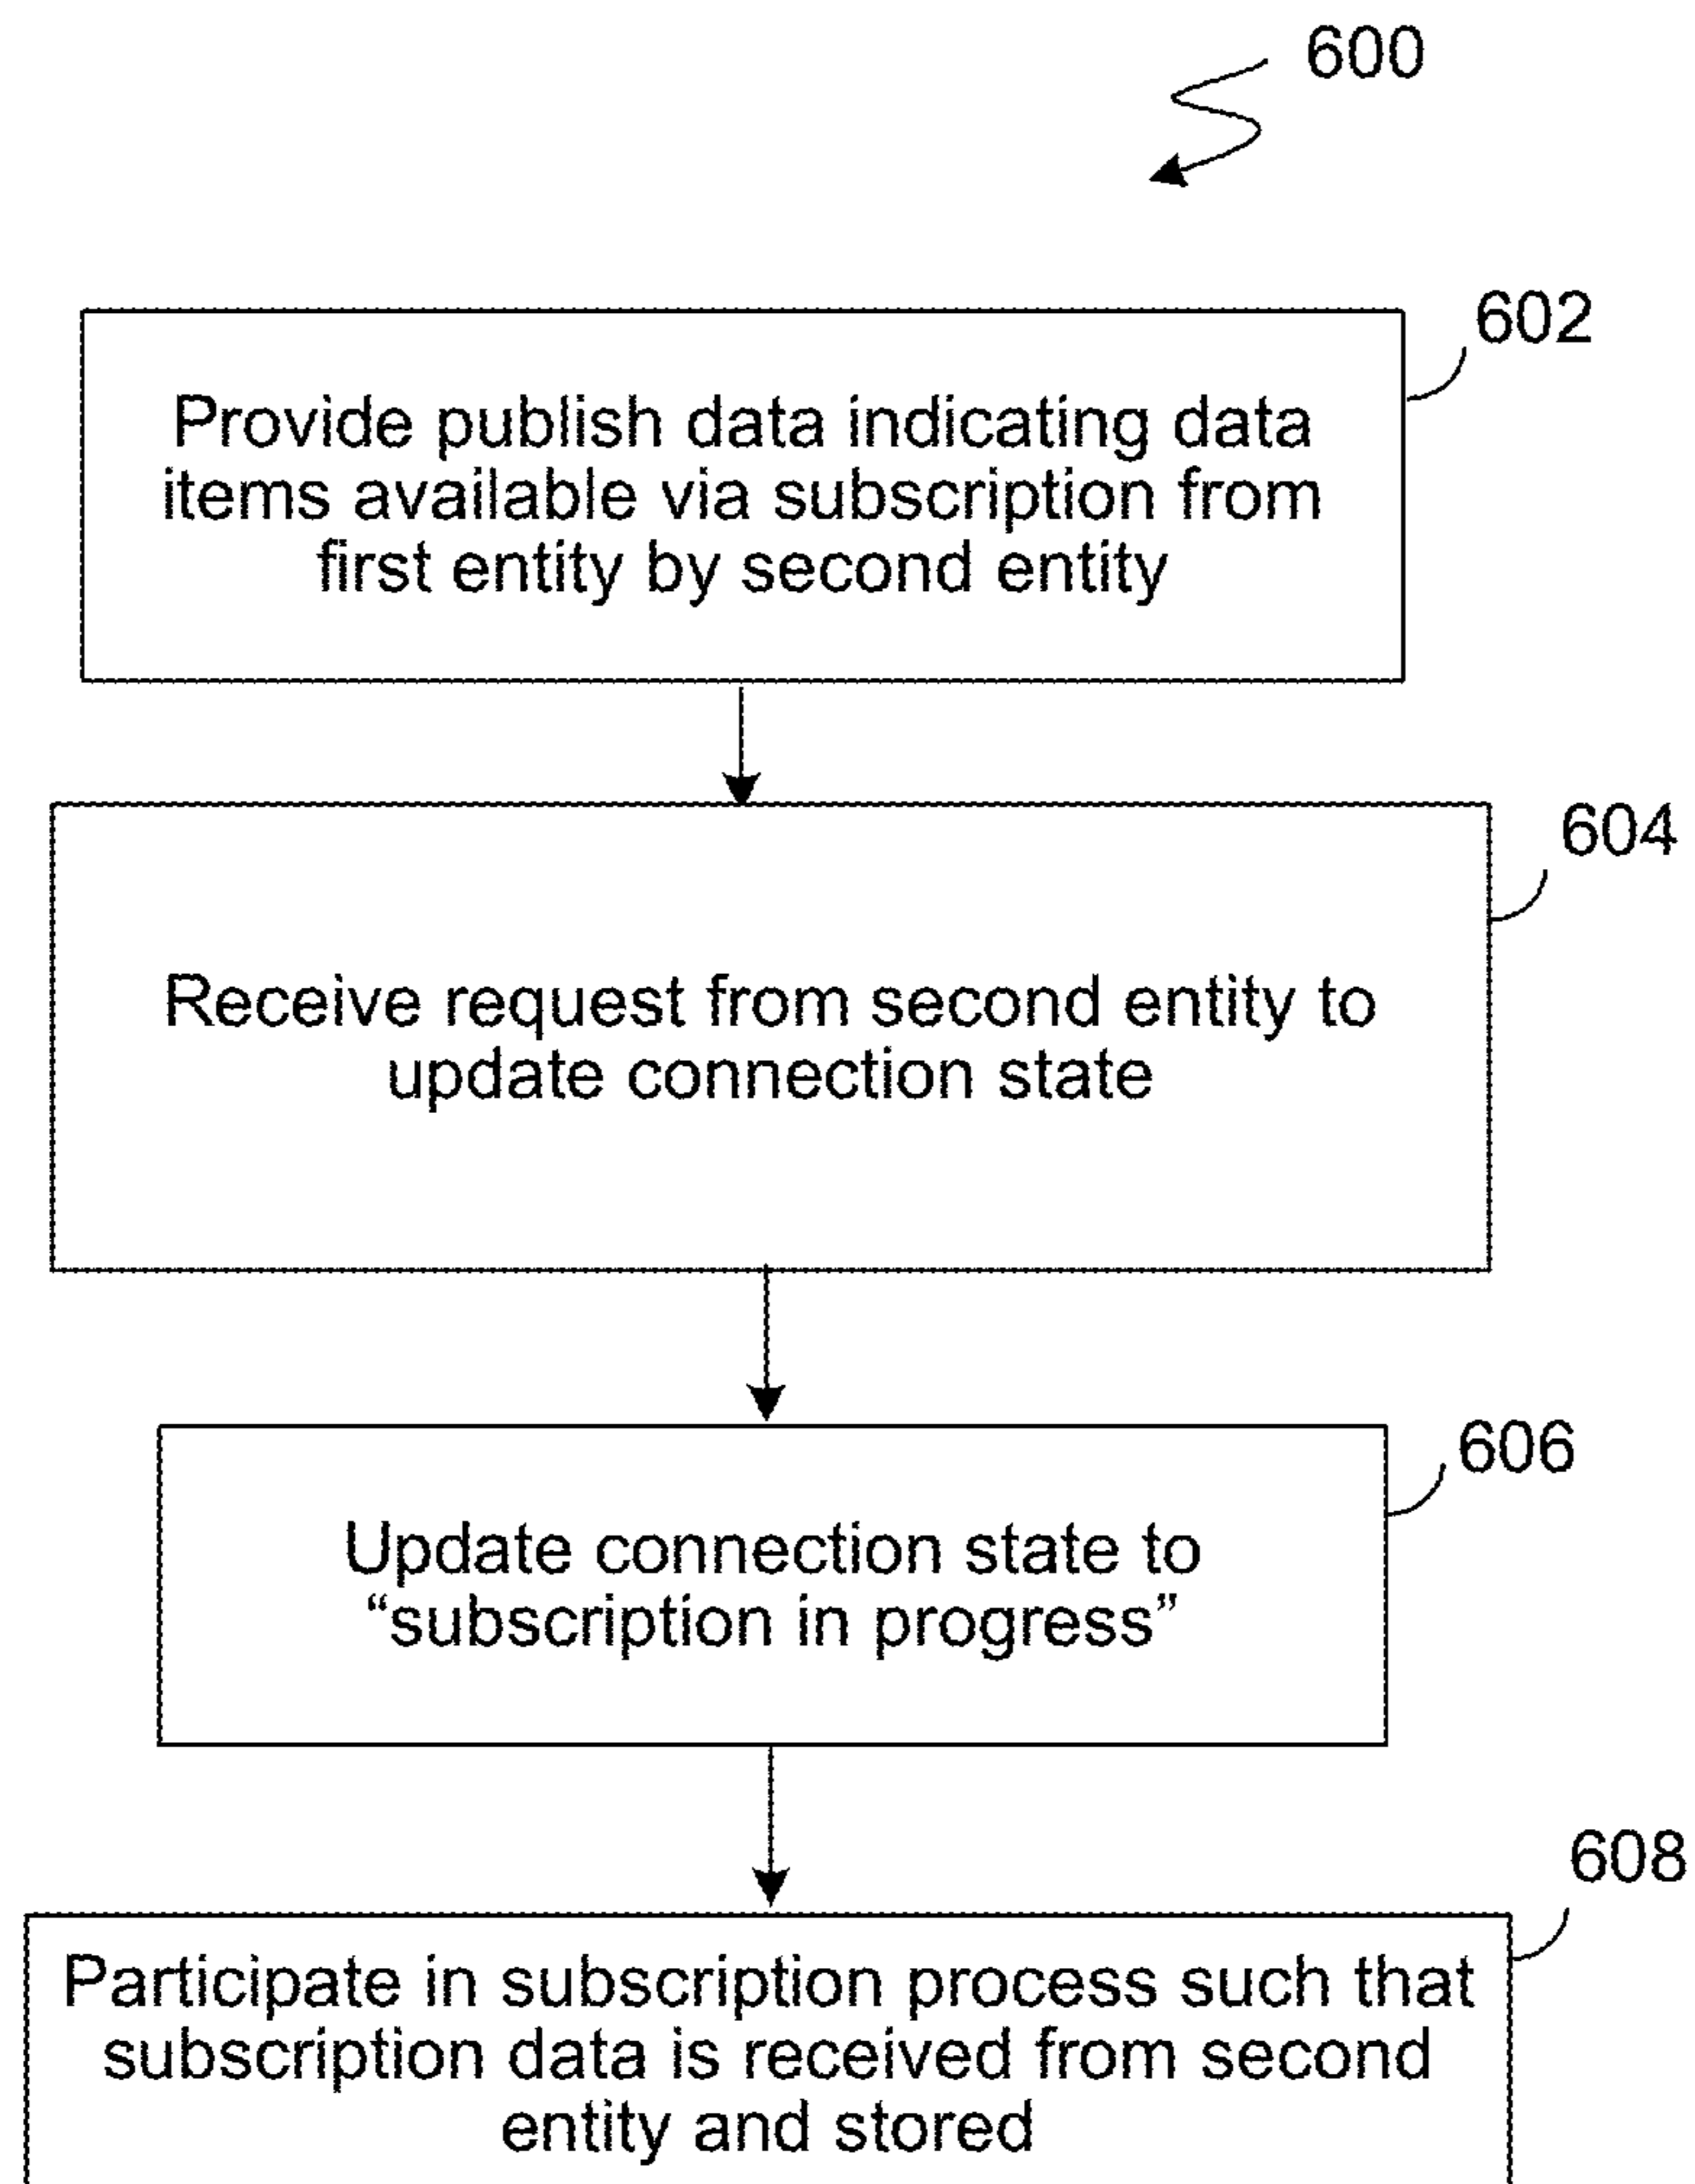 600
602
Provide publish data indicating data
items available via subscription from
first entity by second entity
604
Receive request from second entity to
update connection state
606
Update connection state to
“subscription in progress”
608
Participate in subscription process such that
subscription data is received from second
entity and stored